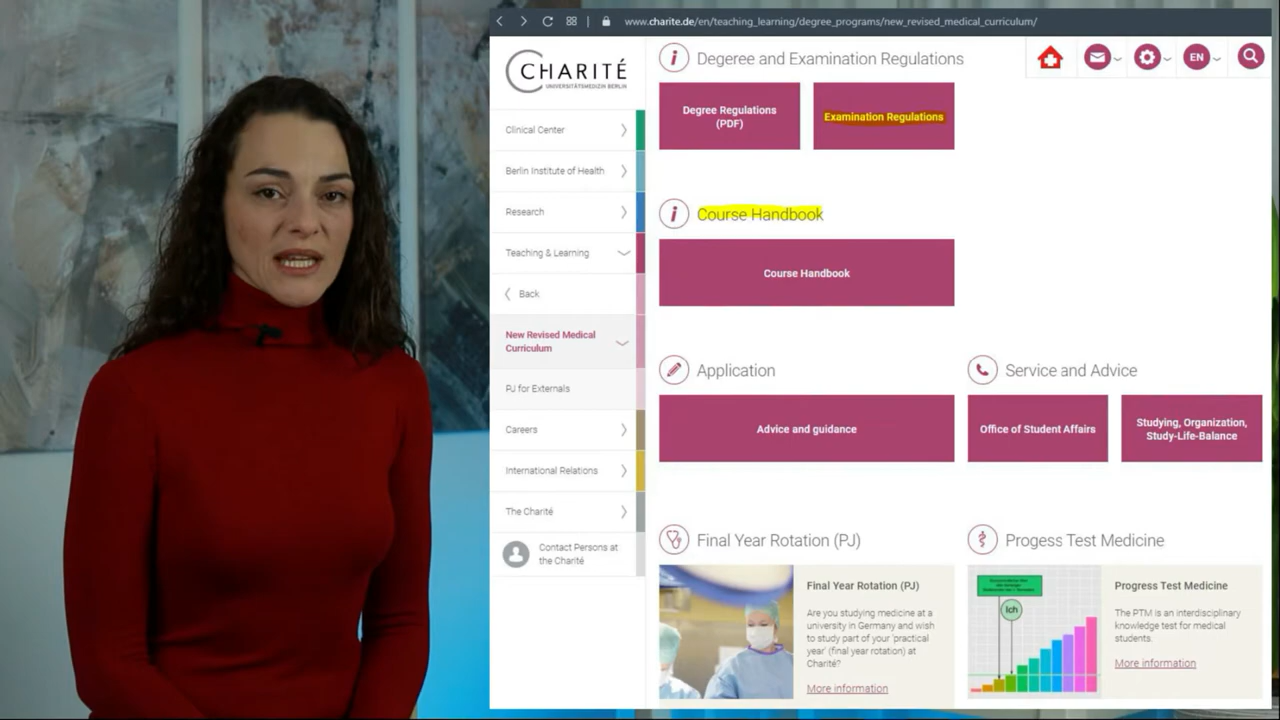 www.charite.de/en/teaching_learning/degree_programs/new_revised_medical_curriculum/
CHARITÉ
UNIVERSITÄTSMEDIZIN BERLIN
Clinical Center
Berlin Institute of Health
Research
Teaching & Learning
Back
New Revised Medical
Curriculum
PJ for Externals
Careers
International Relations
The Charité
Contact Persons at
the Charité
Degeree and Examination Regulations
EN
Degree Regulations
(PDF)
Examination Regulations
Course Handbook
Course Handbook
Application
Advice and guidance
Service and Advice
Office of Student Affairs
Studying, Organization,
Study-Life-Balance
Final Year Rotation (PJ)
Final Year Rotation (PJ)
Are you studying medicine at a
university in Germany and wish
to study part of your 'practical
year' (final year rotation) at
Charité?
More information
Progess Test Medicine
Ich
Progress Test Medicine
The PTM is an interdisciplinary
knowledge test for medical
students.
More information